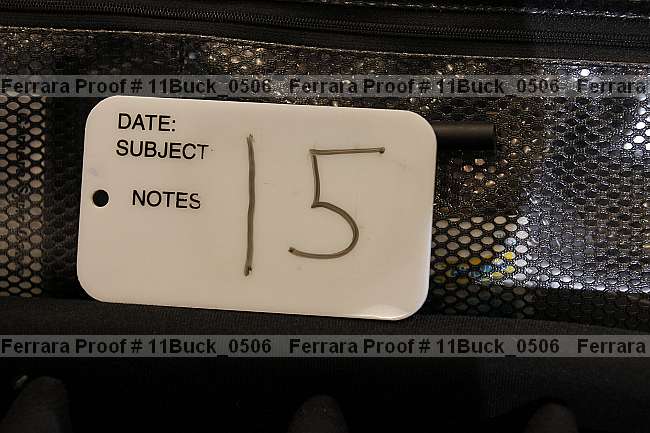 Ferrara Proof # 11Buck_0506 Ferrara Proof # 11Buck_0506 Ferrara
DATE:
SUBJECT
NOTES
15
Ferrara Proof # 11Buck_0506 Ferrara Proof # 11Buck_0506 Ferrara